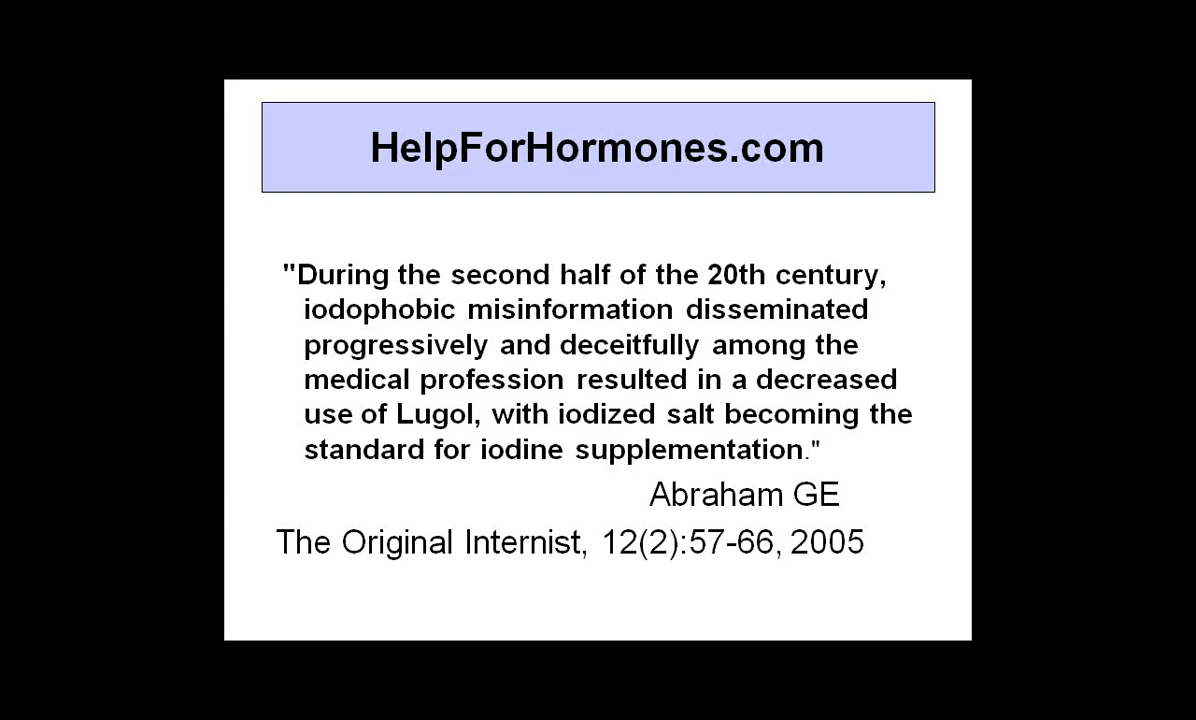 HelpForHormones.com
"During the second half of the 20th century,
iodophobic misinformation disseminated
progressively and deceitfully among the
medical profession resulted in a decreased
use of Lugol, with iodized salt becoming the
standard for iodine supplementation."
Abraham GE
The Original Internist, 12(2):57-66, 2005